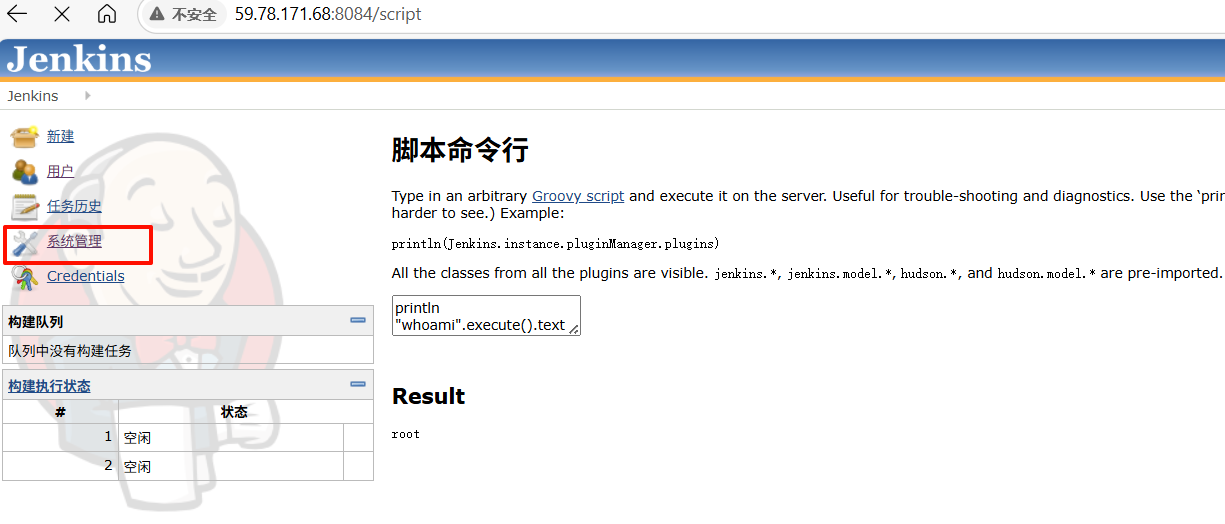 不安全 59.78.171.68:8084/script
Jenkins
Jenkins
新建
用户
任务历史
系统管理
Credentials
构建队列
队列中没有构建任务
构建执行状态
# 状态
1 空闲
2 空闲
脚本命令行
Type in an arbitrary Groovy script and execute it on the server. Useful for trouble-shooting and diagnostics. Use the ‘prin
harder to see.) Example:
println(Jenkins.instance.pluginManager.plugins)
All the classes from all the plugins are visible. jenkins.*, jenkins.model.*, hudson.*, and hudson.model.* are pre-imported.
println
"whoami".execute().text
Result
root